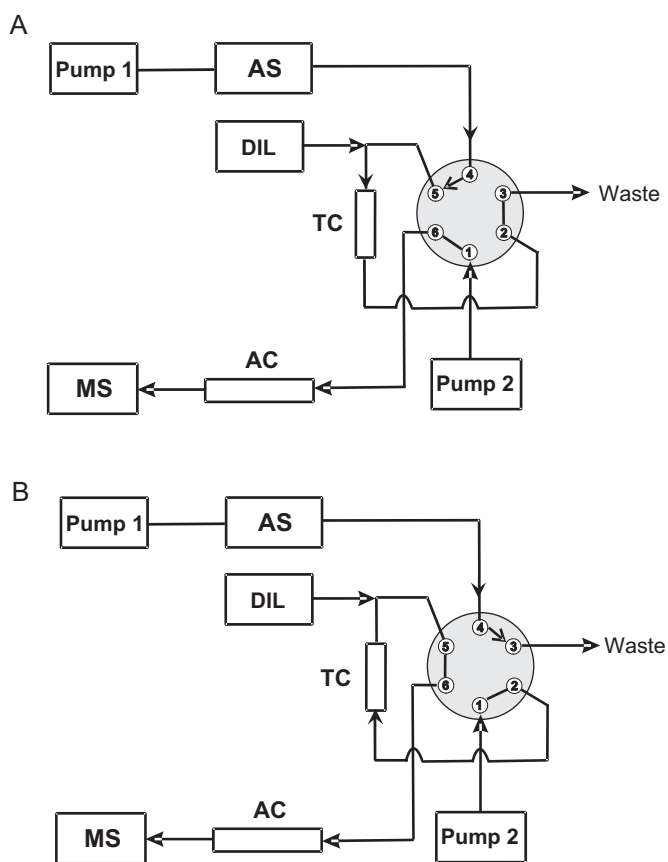 A
Pump 1
AS
DIL
4
5
3
Waste
TC
6
2
1
AC
MS
Pump 2
B
Pump 1
AS
DIL
4
5
3
Waste
TC
6
2
1
AC
MS
Pump 2